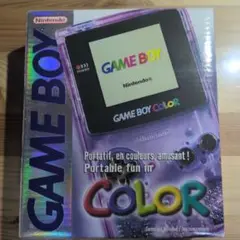 Nintendo
GAME BOY
GAME BOY
Nintendo
GAME BOY COLOR
Portatif, en couleurs, amusant !
Portable fun in
COLOR